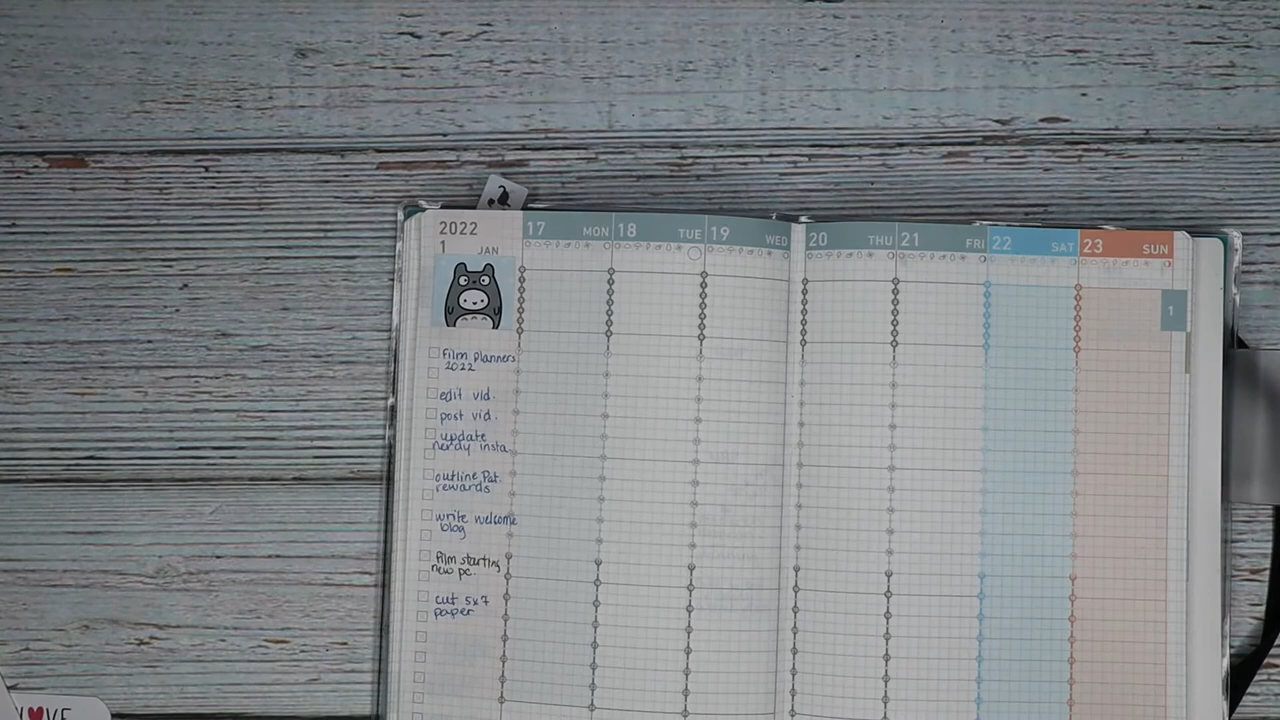 2022
1
JAN
17 MON 18 TUE 19 WED 20 THU 21 FRI 22 SAT 23 SUN
1
Film planners
2022
edit vid.
post vid.
update
nerdy insta.
outline Pat.
rewards
write welcome
blog
film starting
new pc.
cut 5x7
paper
LOVE